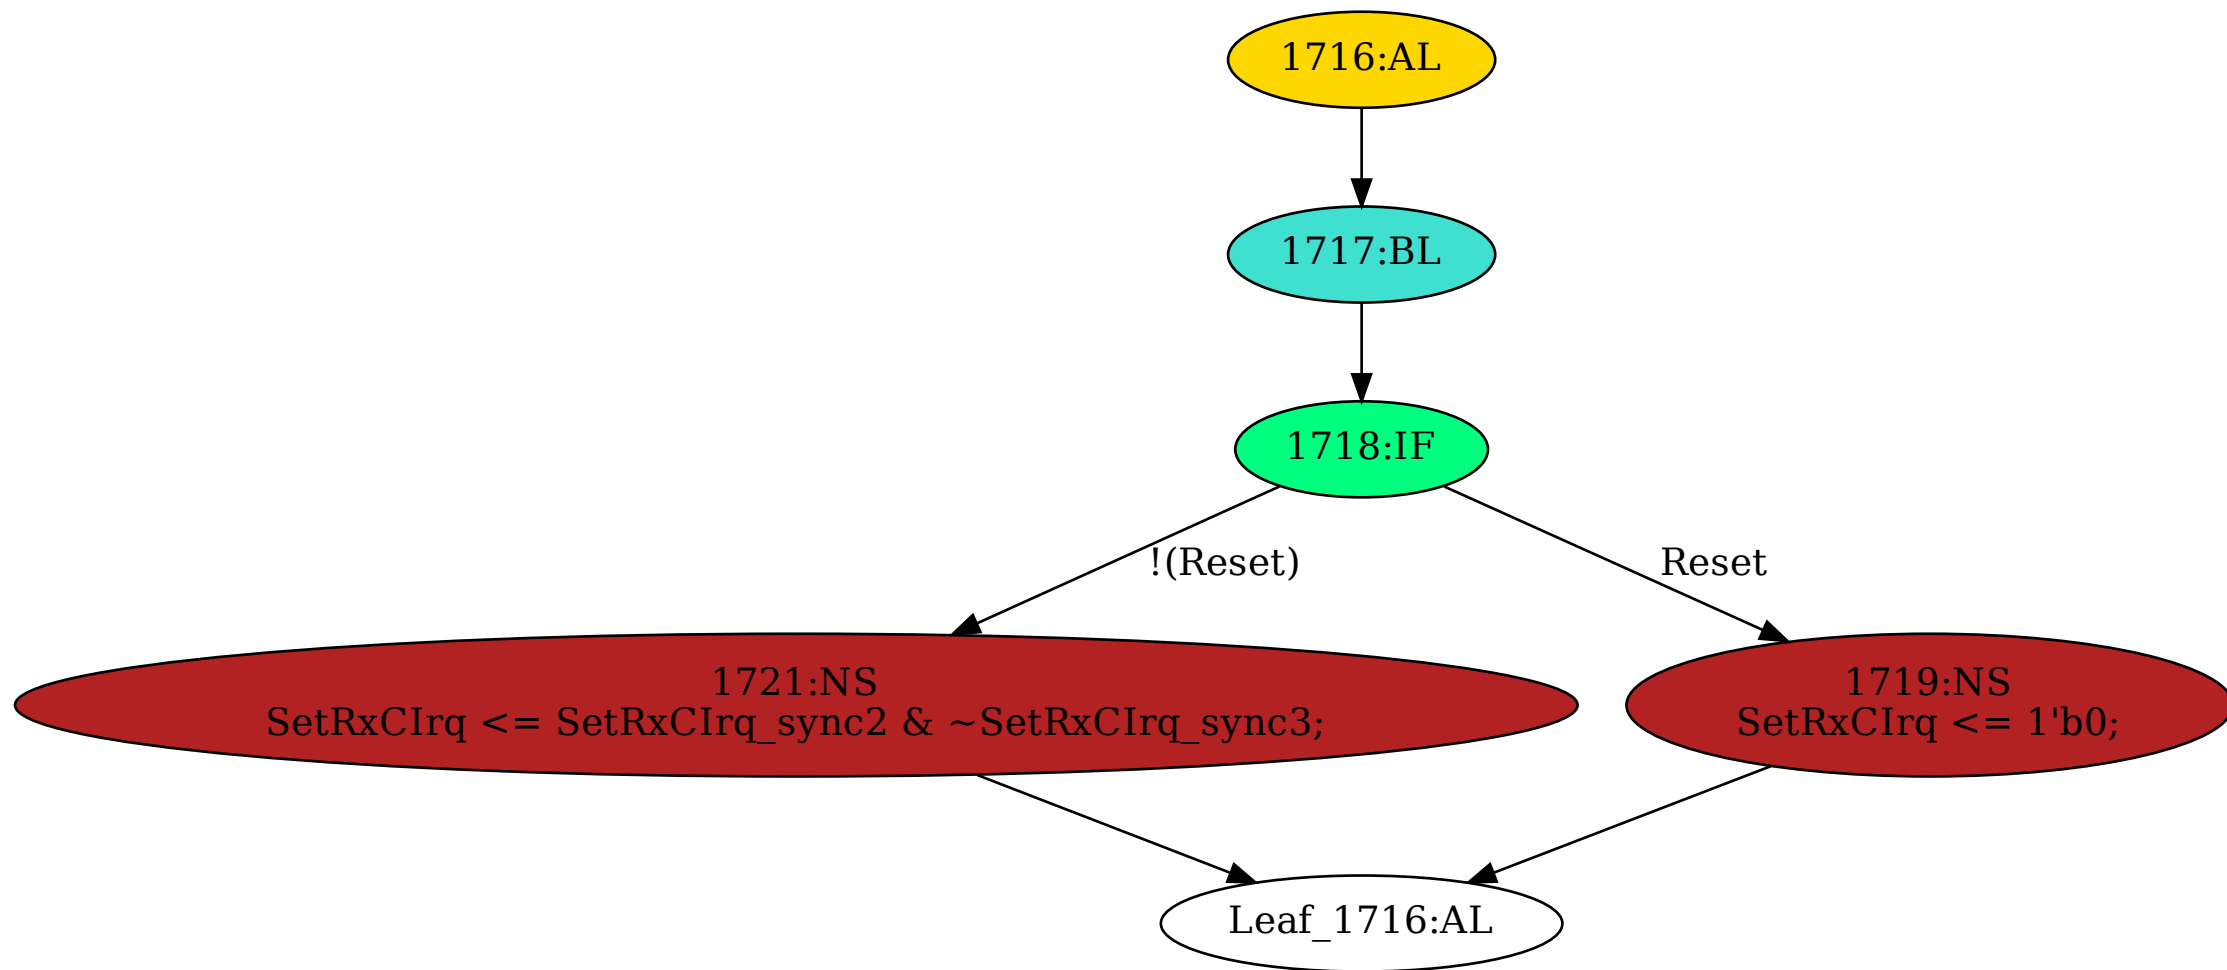 1716:AL
1717:BL
1718:IF
!(Reset)
Reset
1721:NS
SetRxCIrq <= SetRxCIrq_sync2 & ~SetRxCIrq_sync3;
1719:NS
SetRxCIrq <= 1'b0;
Leaf_1716:AL